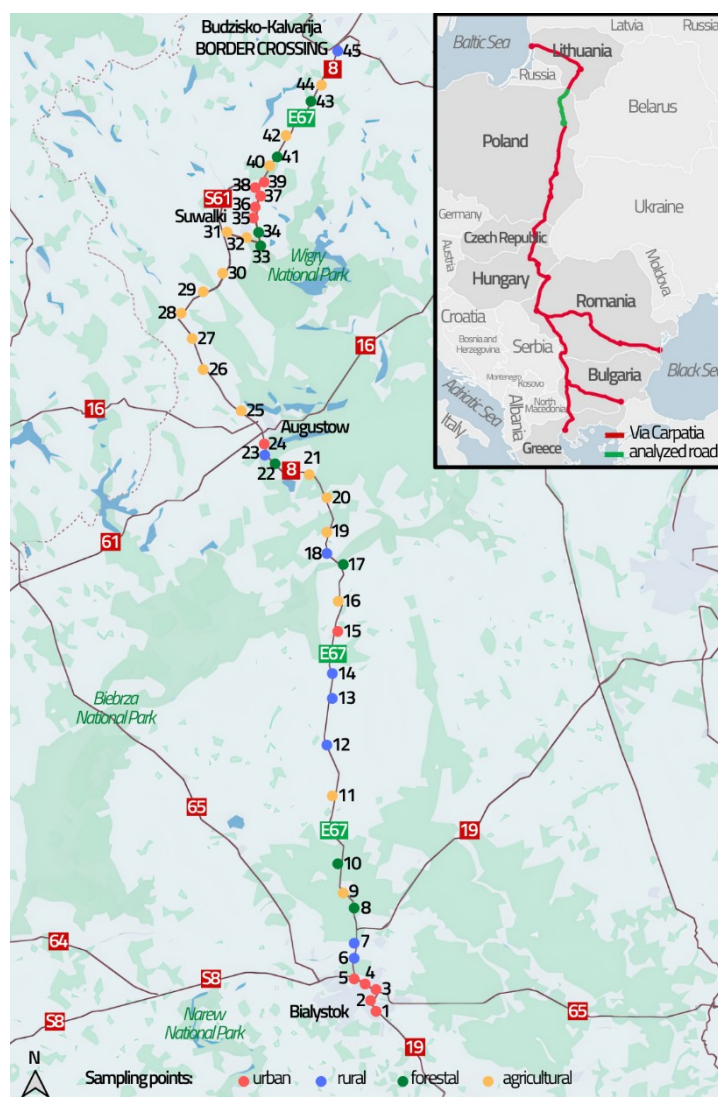 Budzisko-Kalvarija
BORDER CROSSING
45
8
44
43
E67
42
41
40
39
38
S61
37
36
Suwalki
35
34
31
32
33
Wigry
National Park
30
29
28
27
16
26
16
25
Augustow
24
23
22
8
21
20
61
19
18
17
16
15
E67
14
13
Biebrza
National Park
12
11
65
E67
19
10
9
8
64
7
6
S8
5
4
3
2
Bialystok
1
65
Narew
National Park
S8
19
N
Sampling points:
urban
rural
forestal
agricultural
Latvia
Russia
Baltic Sea
Lithuania
Russia
Belarus
Poland
Germany
Ukraine
Czech Republic
Austria
Hungary
Moldova
Romania
Croatia
Bosnia and
Herzegovina
Serbia
Montenegro
Kosovo
Bulgaria
Black Sea
Adriatic Sea
North
Macedonia
Albania
Italy
Greece
Via Carpatia
analyzed road